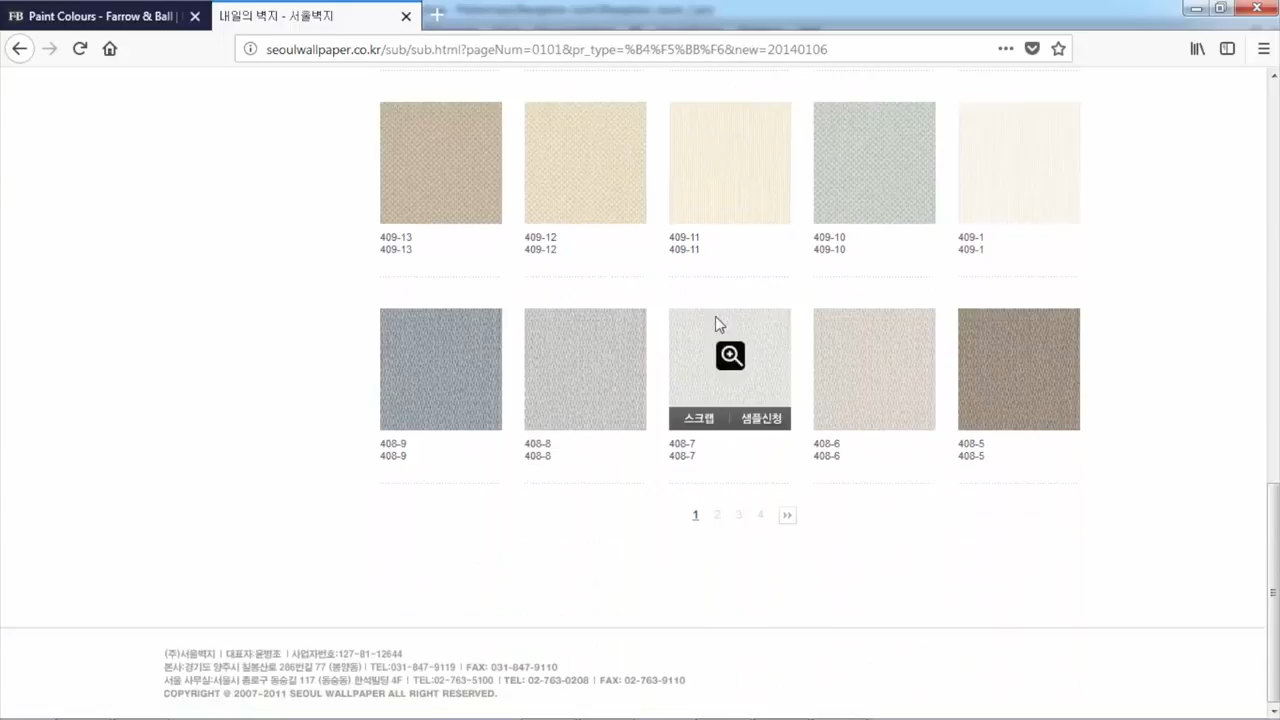 Paint Colours - Farrow & Ball |
내일의 벽지 - 서울벽지
seoulwallpaper.co.kr/sub/sub.html?pageNum=0101&pr_type=%B4%F5%BB%F6&new=20140106
409-13 409-12 409-11 409-10 409-1
409-13 409-12 409-11 409-10 409-1
스크랩 샘플신청
408-9 408-8 408-7 408-6 408-5
408-9 408-8 408-7 408-6 408-5
1 2 3 4 »
(주)서울벽지 | 대표자:윤병조 | 사업자번호:127-81-12644
본사:경기도 양주시 칠봉산로 286번길 77 (봉양동) | TEL:031-847-9119 | FAX: 031-847-9110
서울 사무실:서울시 종로구 동숭길 117 (동숭동) 한석빌딩 4F | TEL:02-763-5100 | TEL: 02-763-0208 | FAX: 02-763-9110
COPYRIGHT @ 2007-2011 SEOUL WALLPAPER ALL RIGHT RESERVED.